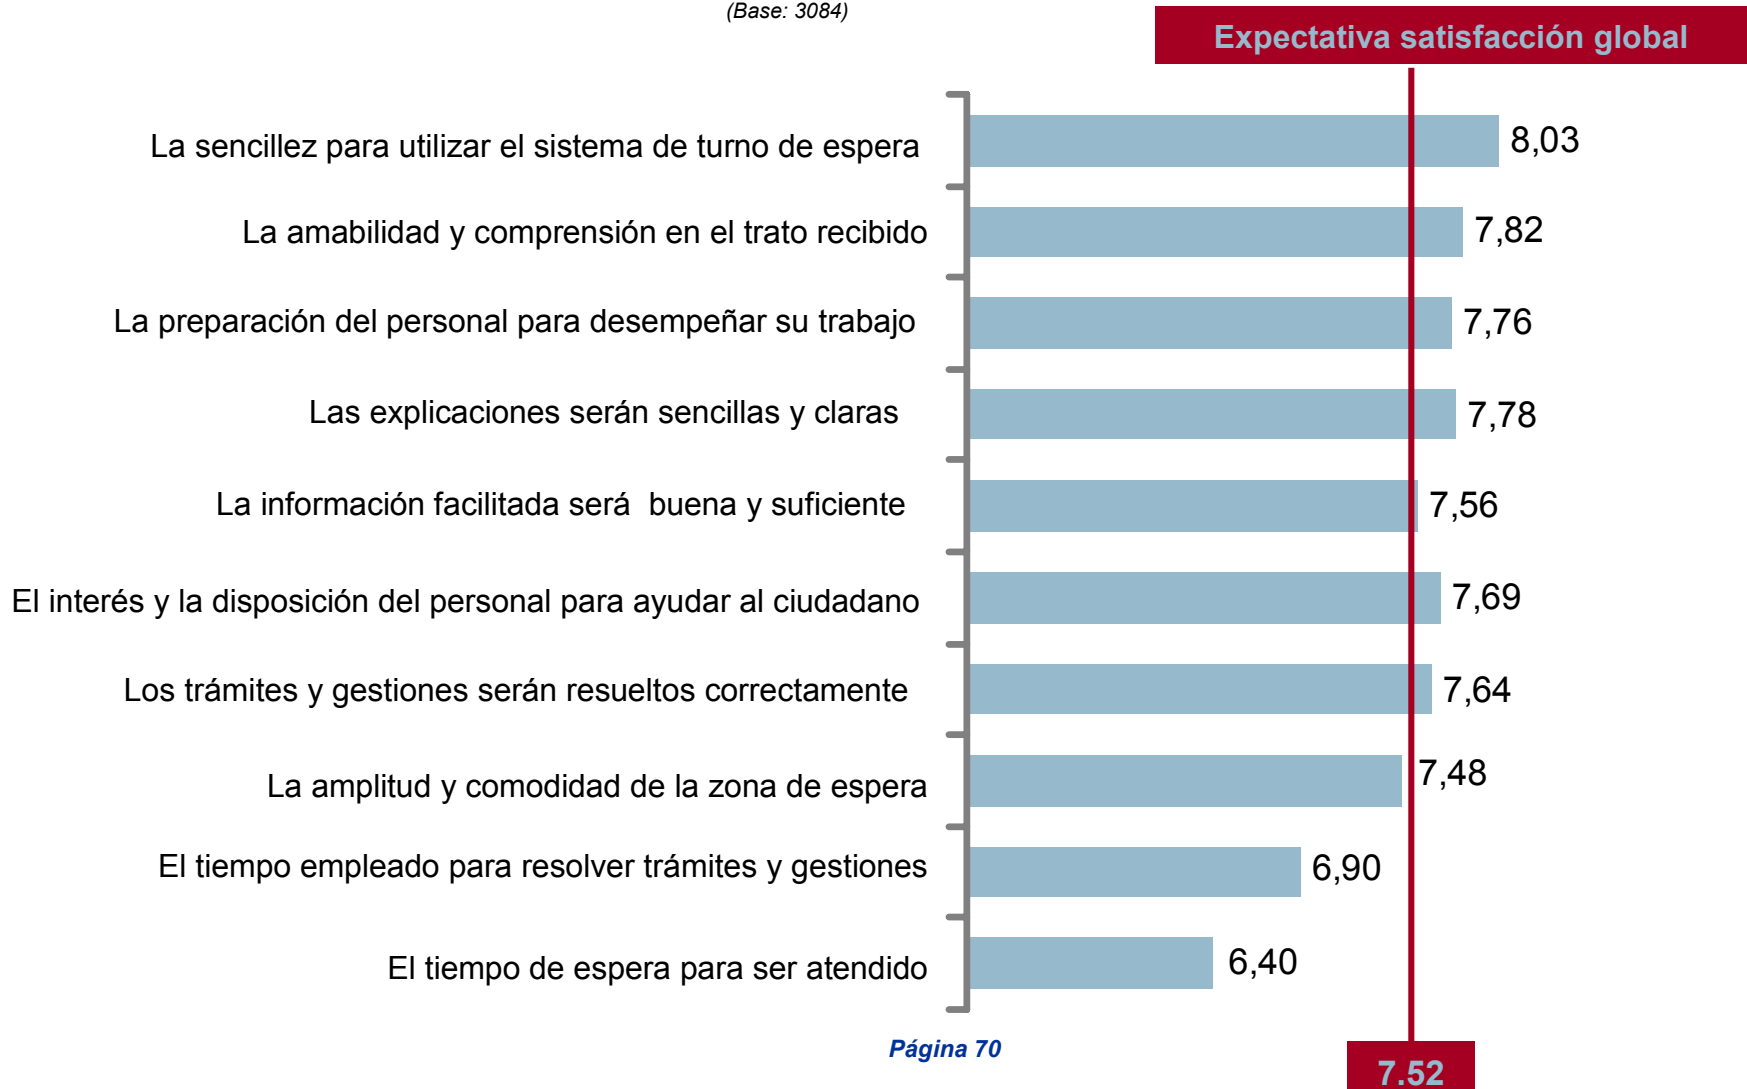 (Base: 3084)
Expectativa satisfacción global
La sencillez para utilizar el sistema de turno de espera 8,03
La amabilidad y comprensión en el trato recibido 7,82
La preparación del personal para desempeñar su trabajo 7,76
Las explicaciones serán sencillas y claras 7,78
La información facilitada será  buena y suficiente 7,56
El interés y la disposición del personal para ayudar al ciudadano 7,69
Los trámites y gestiones serán resueltos correctamente 7,64
La amplitud y comodidad de la zona de espera 7,48
El tiempo empleado para resolver trámites y gestiones 6,90
El tiempo de espera para ser atendido 6,40
Página 70
7.52